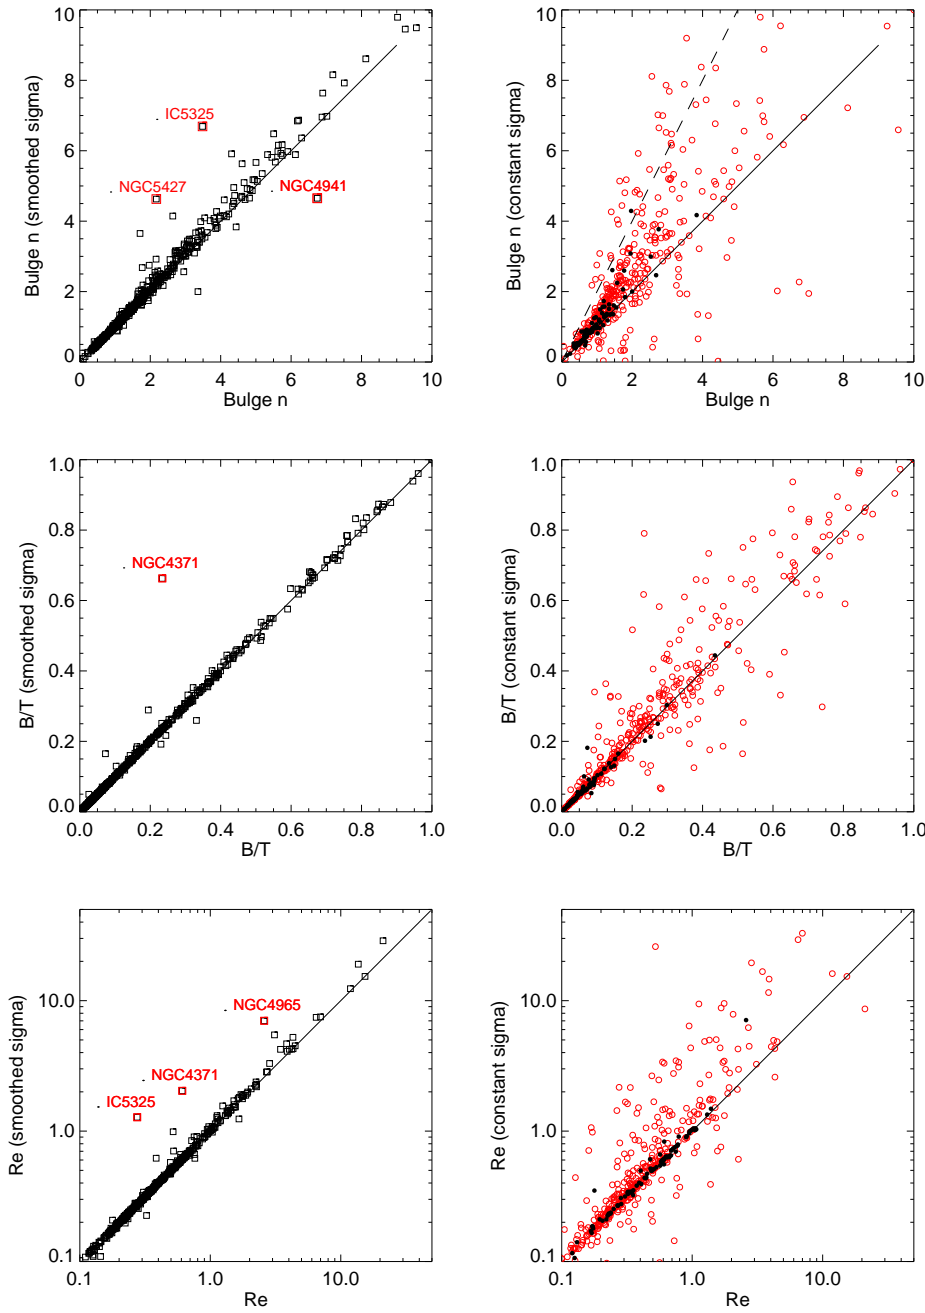 10
8
6
4
2
0
Bulge n (smoothed sigma)
IC5325
NGC5427
NGC4941
0 2 4 6 8 10
Bulge n
10
8
6
4
2
0
Bulge n (constant sigma)
0 2 4 6 8 10
Bulge n
1.0
0.8
0.6
0.4
0.2
0.0
B/T (smoothed sigma)
NGC4371
0.0 0.2 0.4 0.6 0.8 1.0
B/T
1.0
0.8
0.6
0.4
0.2
0.0
B/T (constant sigma)
0.0 0.2 0.4 0.6 0.8 1.0
B/T
10.0
1.0
0.1
Re (smoothed sigma)
NGC4965
NGC4371
IC5325
0.1 1.0 10.0
Re
10.0
1.0
0.1
Re (constant sigma)
0.1 1.0 10.0
Re